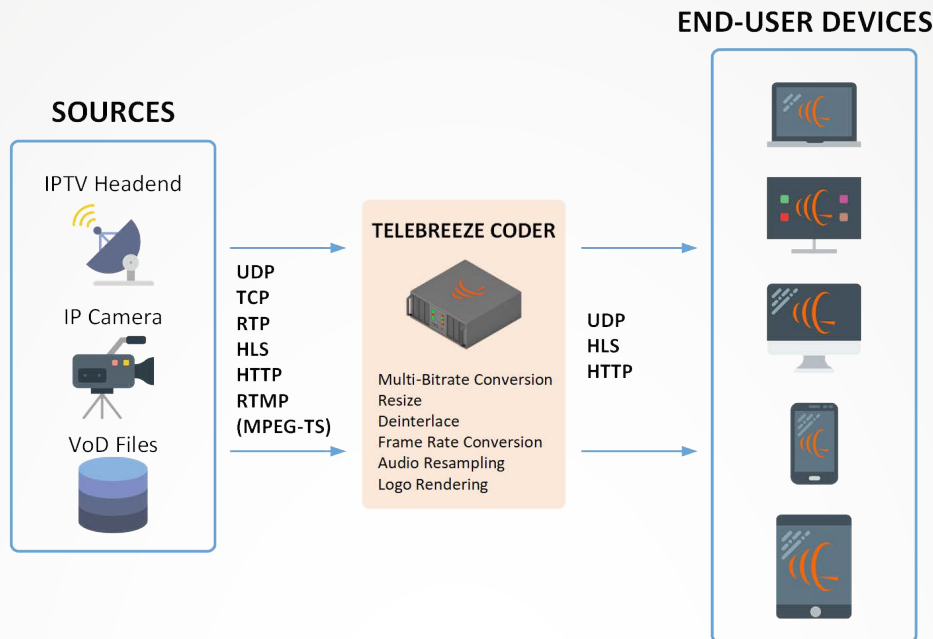 SOURCES
IPTV Headend
IP Camera
VoD Files
UDP
TCP
RTP
HLS
HTTP
RTMP
(MPEG-TS)
TELEBREEZE CODER
Multi-Bitrate Conversion
Resize
Deinterlace
Frame Rate Conversion
Audio Resampling
Logo Rendering
UDP
HLS
HTTP
END-USER DEVICES